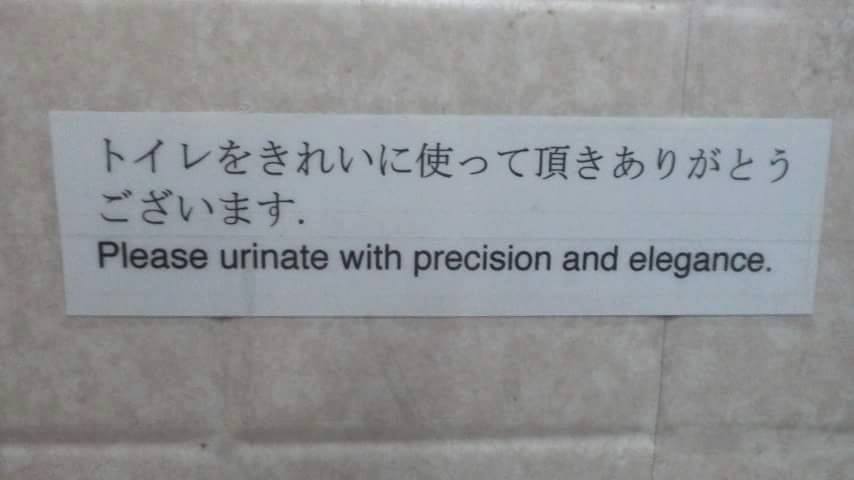 トイレをきれいに使って頂きありがとう
ございます.
Please urinate with precision and elegance.